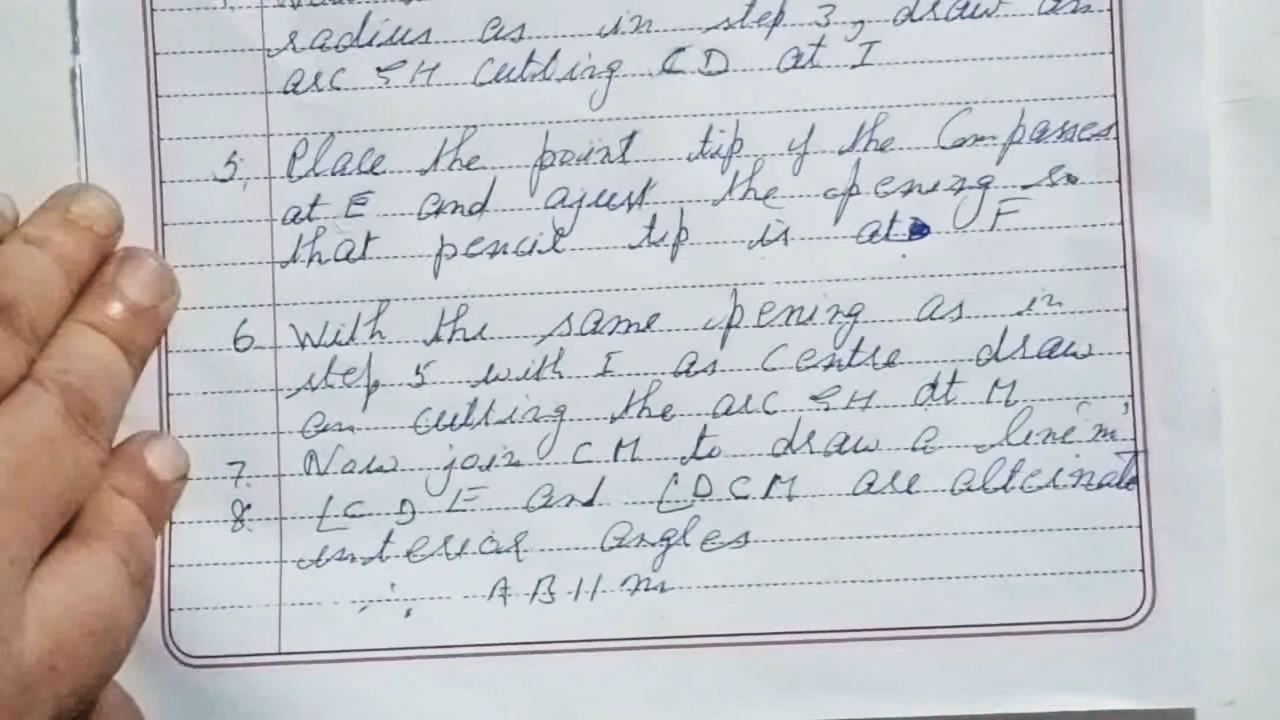 radius as in step 3, draw an
arc GH cutting CD at I
5. Place the point tip of the Compasses
at E and ajust the opening so
that pencil tip is at F
6 With the same opening as in
step 5 with I as centre draw
an cutting the arc GH at M
7. Now join CM to draw a line 'm'
8. ∠CDE and ∠DCM are alternate
interior angles
∴ AB || m